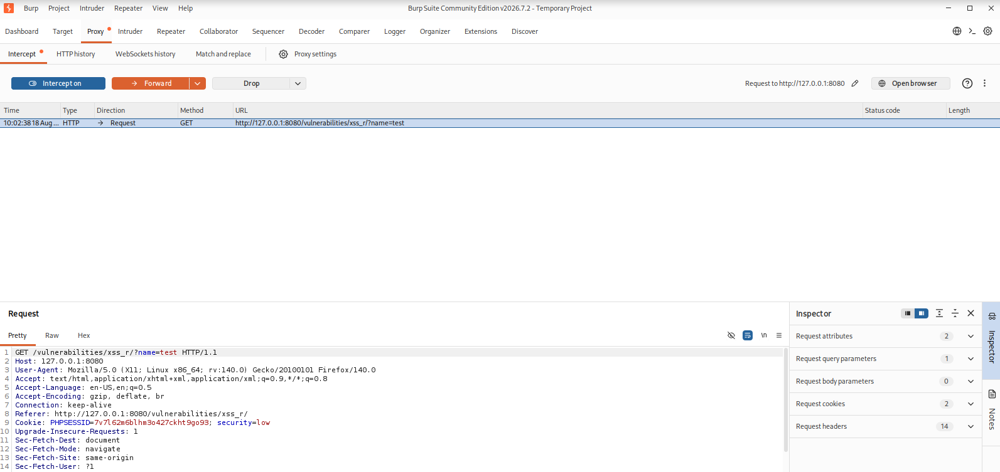 Burp Project Intruder Repeater View Help Burp Suite Community Edition v2026.7.2 - Temporary Project
Dashboard Target Proxy Intruder Repeater Collaborator Sequencer Decoder Comparer Logger Organizer Extensions Discover
Intercept HTTP history WebSockets history Match and replace Proxy settings
Intercept on Forward Drop Request to http://127.0.0.1:8080 Open browser
Time Type Direction Method URL Status code Length
10:02:38 18 Aug ... HTTP Request GET http://127.0.0.1:8080/vulnerabilities/xss_r/?name=test
Request
Pretty Raw Hex \n
1 GET /vulnerabilities/xss_r/?name=test HTTP/1.1
2 Host: 127.0.0.1:8080
3 User-Agent: Mozilla/5.0 (X11; Linux x86_64; rv:140.0) Gecko/20100101 Firefox/140.0
4 Accept: text/html,application/xhtml+xml,application/xml;q=0.9,*/*;q=0.8
5 Accept-Language: en-US,en;q=0.5
6 Accept-Encoding: gzip, deflate, br
7 Connection: keep-alive
8 Referer: http://127.0.0.1:8080/vulnerabilities/xss_r/
9 Cookie: PHPSESSID=7v7l62m6blhm3o427ckht9go93; security=low
10 Upgrade-Insecure-Requests: 1
11 Sec-Fetch-Dest: document
12 Sec-Fetch-Mode: navigate
13 Sec-Fetch-Site: same-origin
14 Sec-Fetch-User: ?1
Inspector
Request attributes 2
Request query parameters 1
Request body parameters 0
Request cookies 2
Request headers 14
Inspector
Notes